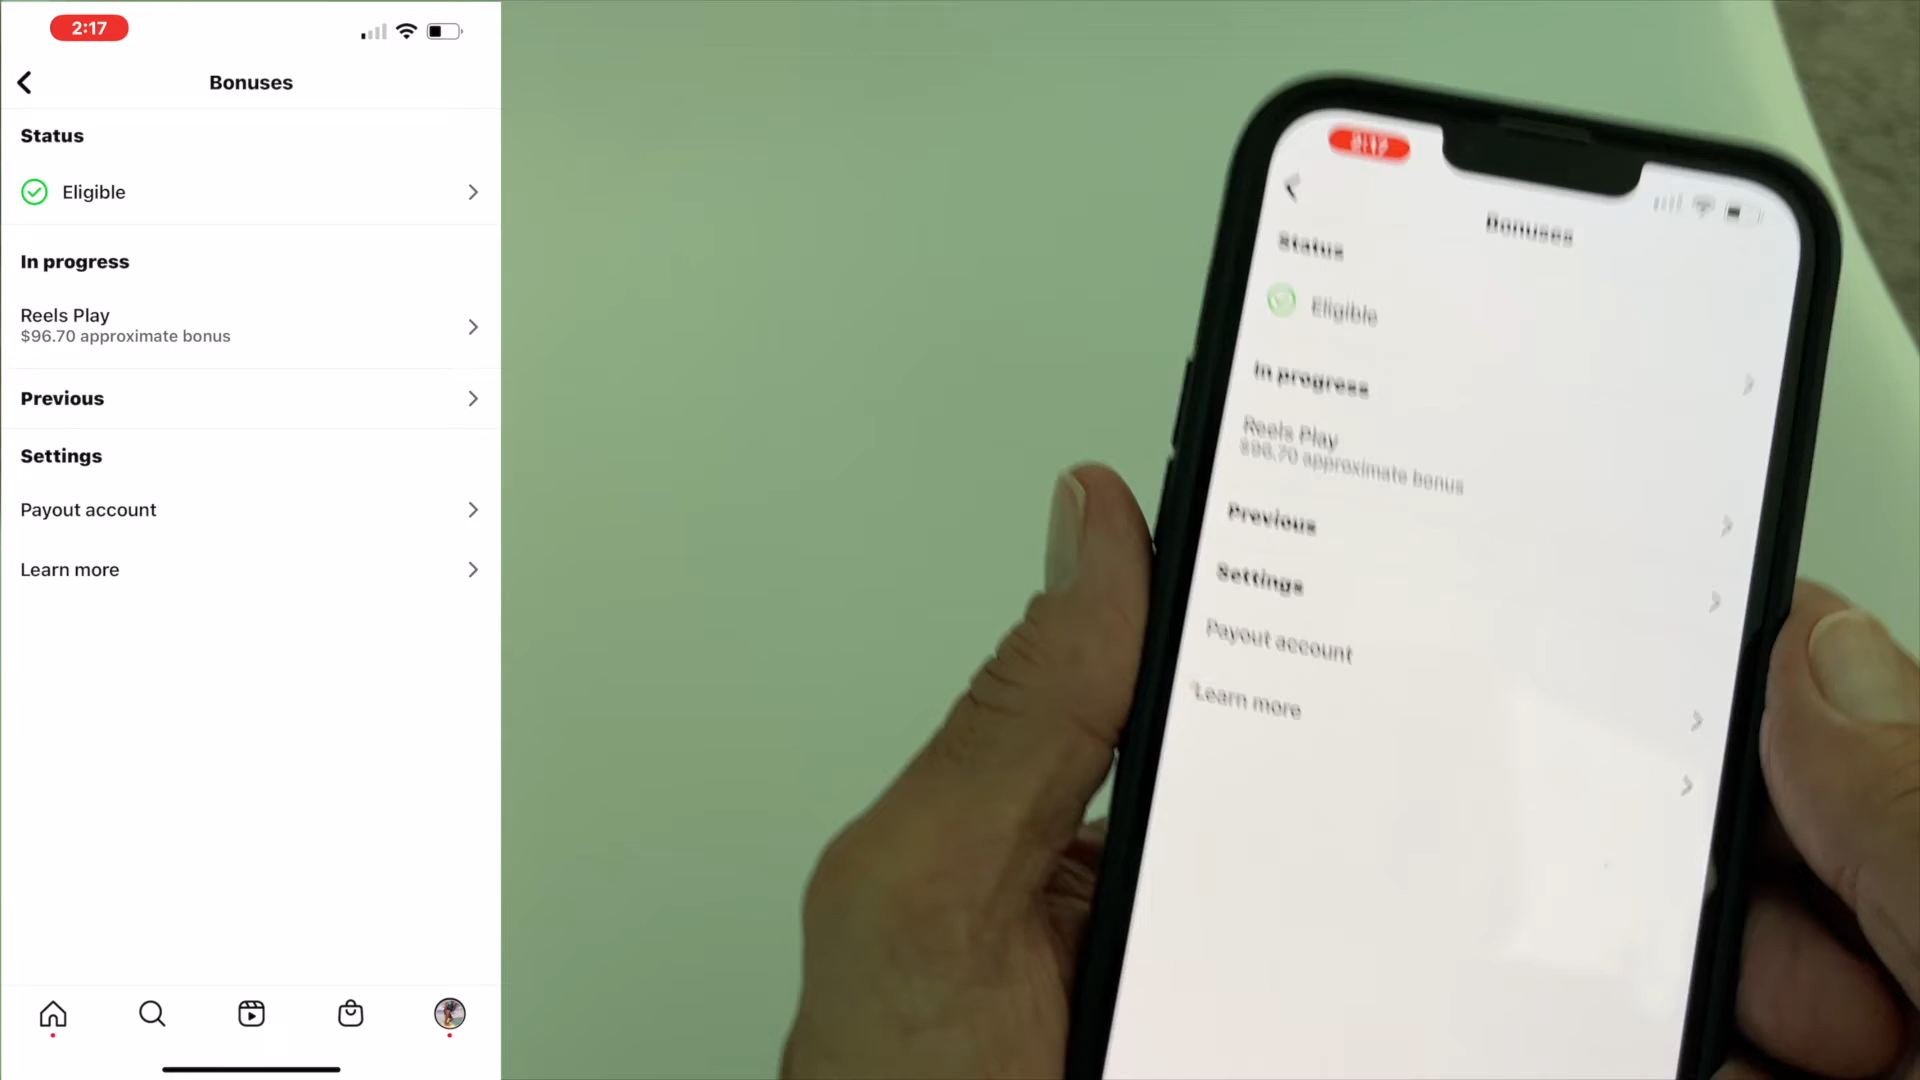 2:17
Bonuses
Status
Eligible
In progress
Reels Play
$96.70 approximate bonus
Previous
Settings
Payout account
Learn more
Bonuses
Status
Eligible
In progress
Reels Play
$96.70 approximate bonus
Previous
Settings
Payout account
Learn more